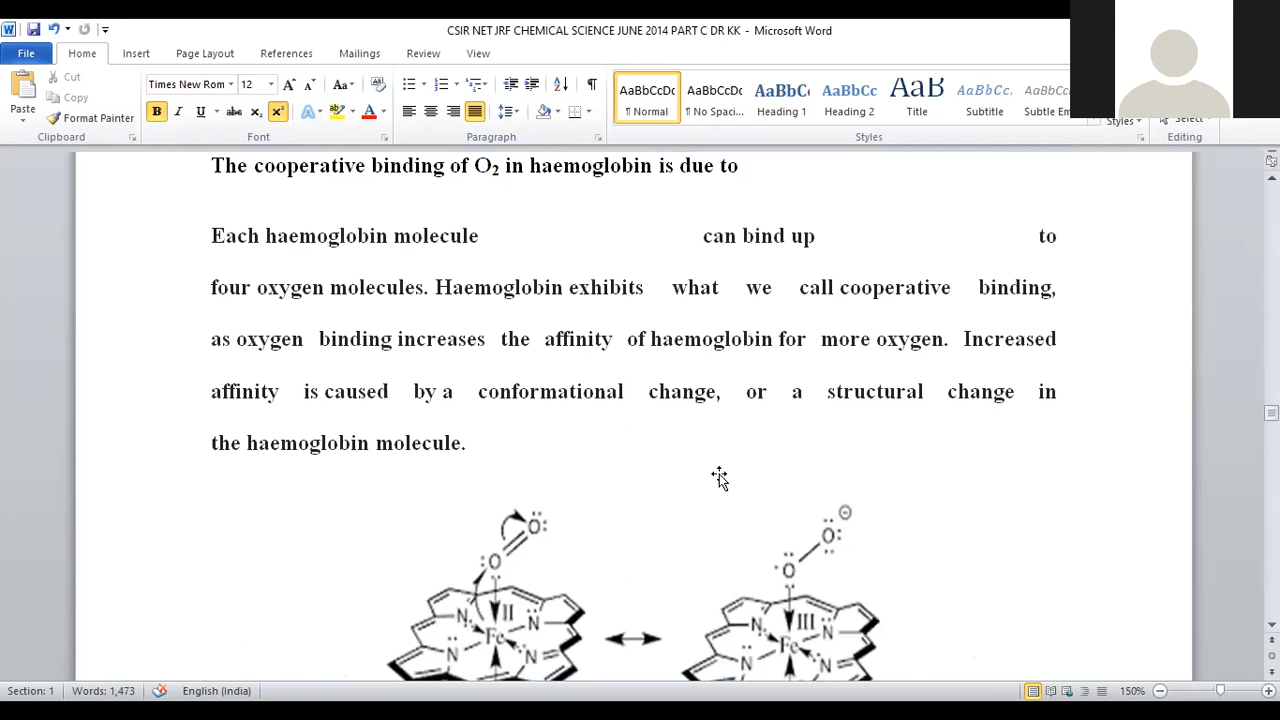 CSIR NET JRF CHEMICAL SCIENCE JUNE 2014 PART C DR KK - Microsoft Word
File Home Insert Page Layout References Mailings Review View
Paste
Cut
Copy
Format Painter
Clipboard
Times New Rom 12
B I U abc x₂ x²
Font
Paragraph
AaBbCcDc AaBbCcDc AaBbC AaBbCc AaB AaBbCc. AaBbCc
¶ Normal ¶ No Spaci... Heading 1 Heading 2 Title Subtitle Subtle Em
Styles
Styles
Select
Editing
The cooperative binding of O₂ in haemoglobin is due to
Each haemoglobin molecule can bind up to
four oxygen molecules. Haemoglobin exhibits what we call cooperative binding,
as oxygen binding increases the affinity of haemoglobin for more oxygen. Increased
affinity is caused by a conformational change, or a structural change in
the haemoglobin molecule.
O O ⊖
O O
II III
N N N N
Fe Fe
N N N N
Section: 1 Words: 1,473 English (India) 150%